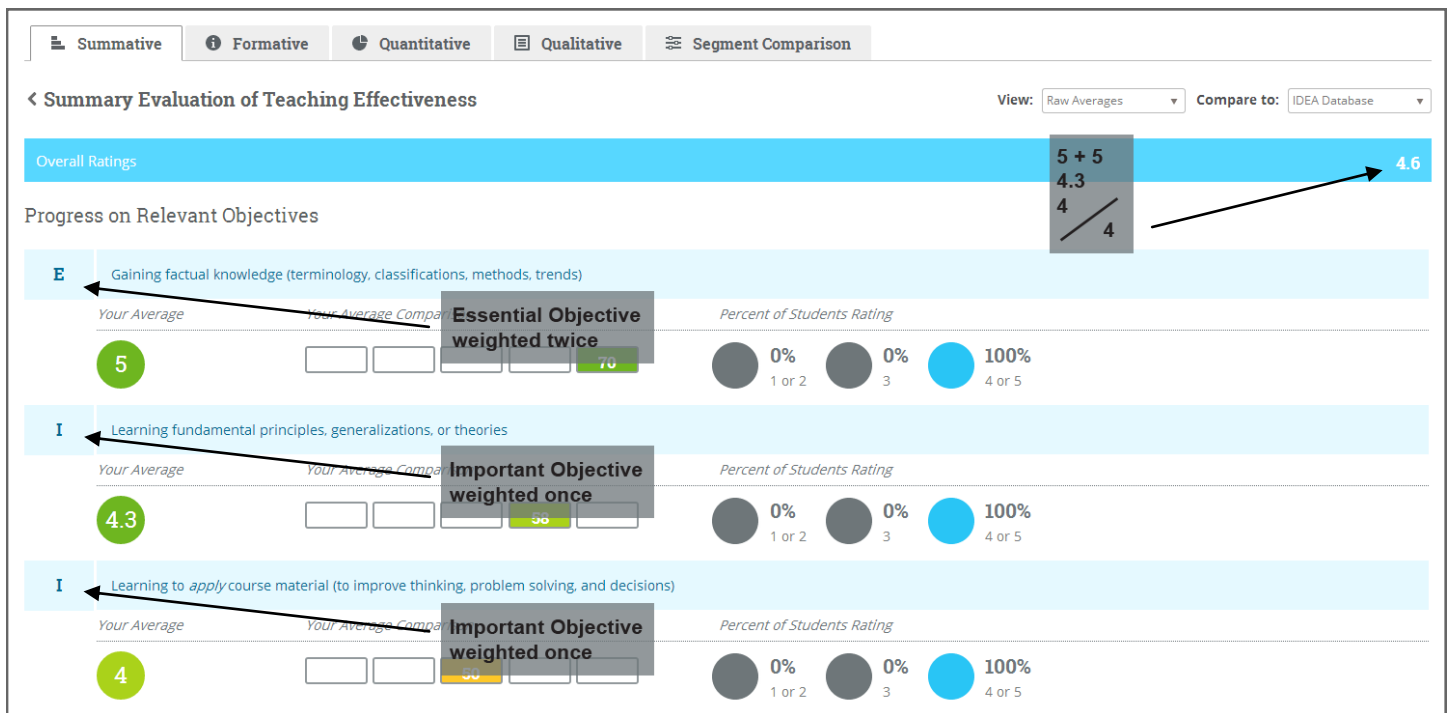 Summative Formative Quantitative Qualitative Segment Comparison
Summary Evaluation of Teaching Effectiveness View: Raw Averages Compare to: IDEA Database
Overall Ratings 4.6
5 + 5
4.3
4
4
Progress on Relevant Objectives
E Gaining factual knowledge (terminology, classifications, methods, trends)
Your Average Your Average Percent of Students Rating
Essential Objective
weighted twice
5 70 0% 0% 100%
1 or 2 3 4 or 5
I Learning fundamental principles, generalizations, or theories
Your Average Your Average Percent of Students Rating
Important Objective
weighted once
4.3 58 0% 0% 100%
1 or 2 3 4 or 5
I Learning to apply course material (to improve thinking, problem solving, and decisions)
Your Average Your Average Percent of Students Rating
Important Objective
weighted once
4 50 0% 0% 100%
1 or 2 3 4 or 5